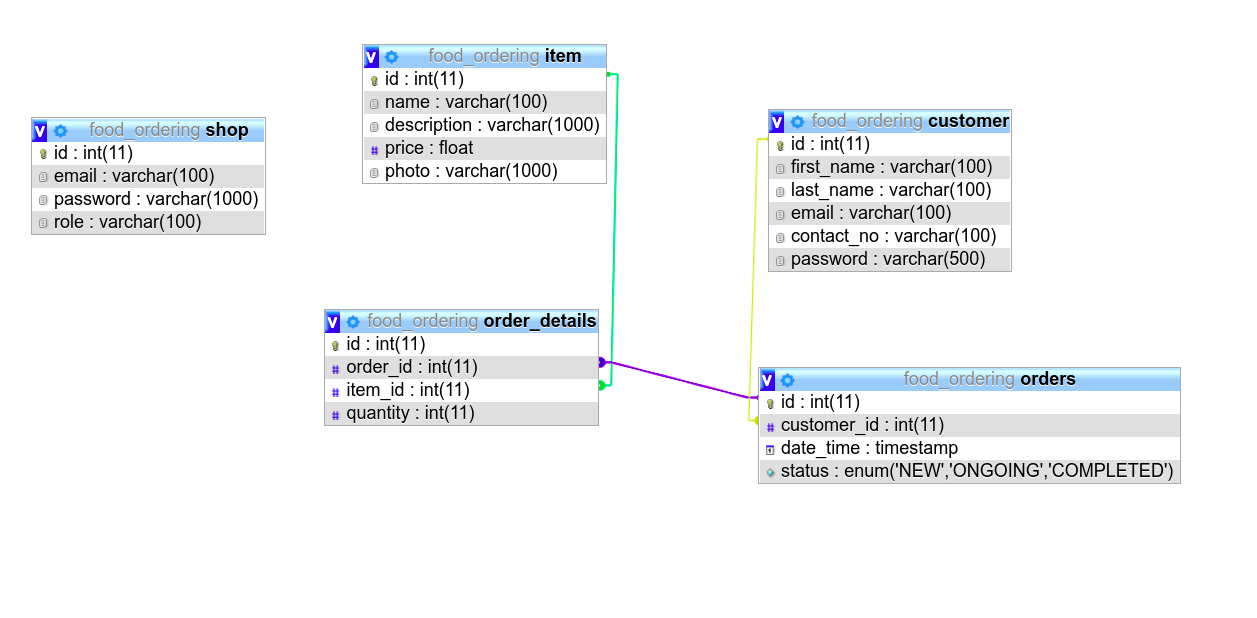 V food_ordering item
id : int(11)
name : varchar(100)
description : varchar(1000)
price : float
photo : varchar(1000)
V food_ordering shop
id : int(11)
email : varchar(100)
password : varchar(1000)
role : varchar(100)
V food_ordering customer
id : int(11)
first_name : varchar(100)
last_name : varchar(100)
email : varchar(100)
contact_no : varchar(100)
password : varchar(500)
V food_ordering order_details
id : int(11)
# order_id : int(11)
# item_id : int(11)
# quantity : int(11)
V food_ordering orders
id : int(11)
# customer_id : int(11)
date_time : timestamp
status : enum('NEW','ONGOING','COMPLETED')